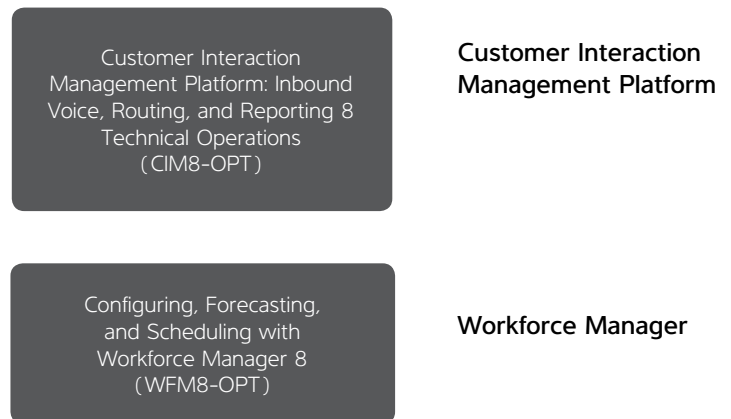 Customer Interaction
Management Platform: Inbound
Voice, Routing, and Reporting 8
Technical Operations
(CIM8-OPT)
Customer Interaction
Management Platform
Configuring, Forecasting,
and Scheduling with
Workforce Manager 8
(WFM8-OPT)
Workforce Manager